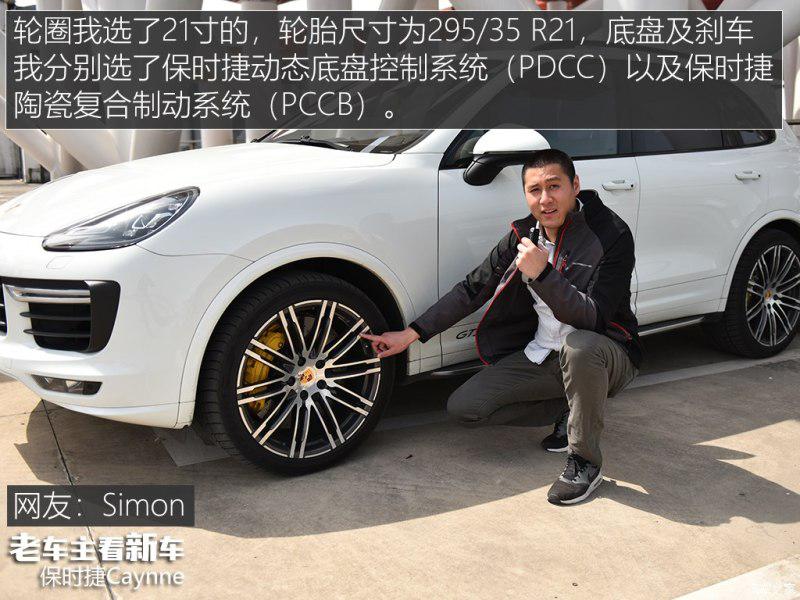 轮圈我选了21寸的，轮胎尺寸为295/35 R21，底盘及刹车
我分别选了保时捷动态底盘控制系统（PDCC）以及保时捷
陶瓷复合制动系统（PCCB）。
GTS
网友：Simon
老车主看新车
保时捷Caynne